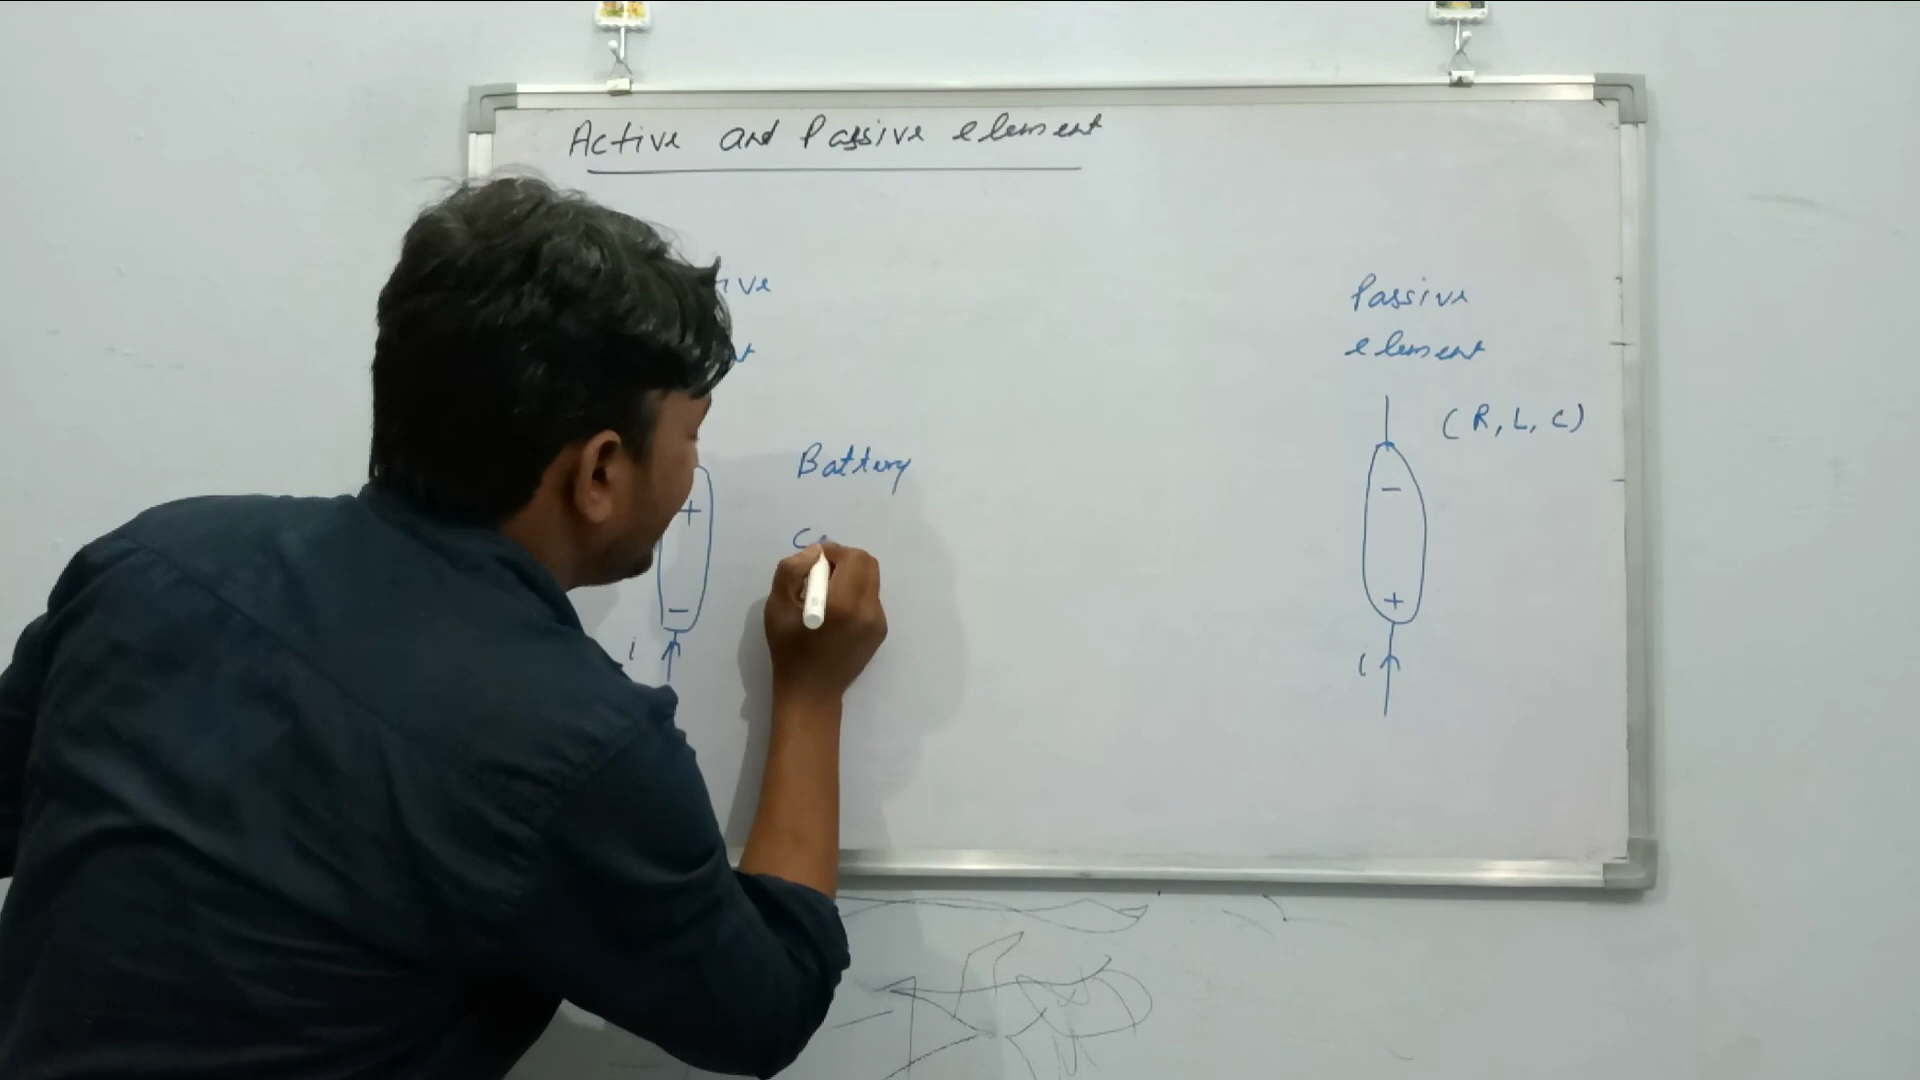 Active and Passive element
Passive
element
(R, L, C)
Battery
+
-
i
-
+
i